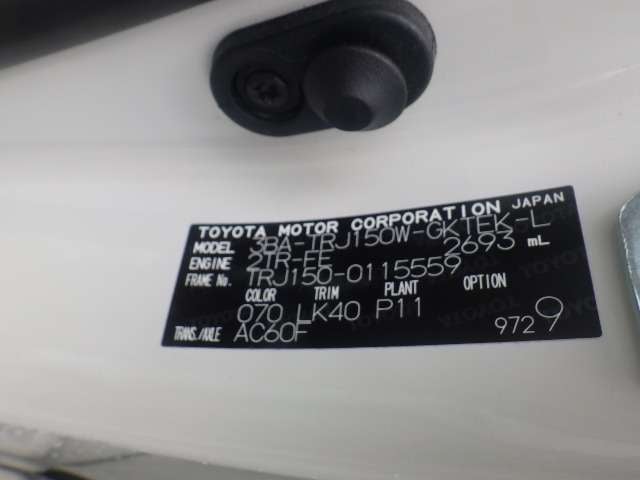 TOYOTA MOTOR CORPORATION JAPAN
MODEL 3BA-TRJ150W-GKTEK-L
ENGINE 2TR-FE 2693 mL
FRAME No. TRJ150-0115559
COLOR TRIM PLANT OPTION
070 LK40 P11
TRANS./AXLE AC60F 9729